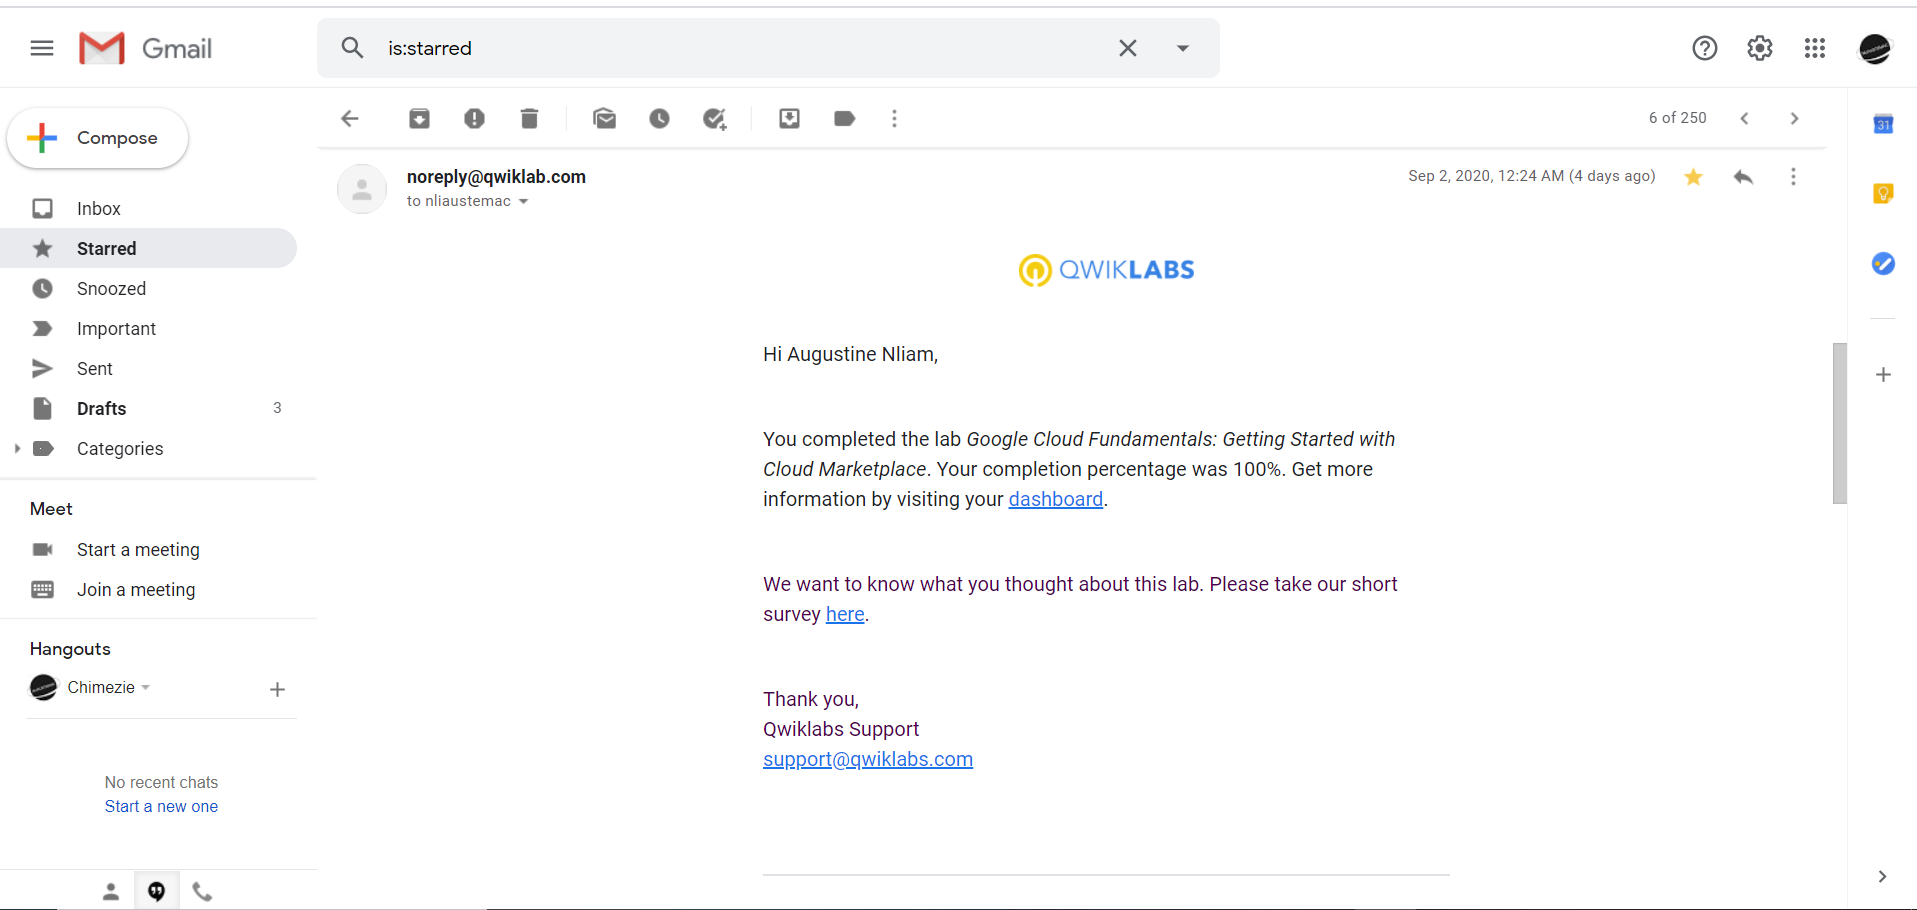 Gmail
is:starred
Compose
6 of 250
31
noreply@qwiklab.com
Sep 2, 2020, 12:24 AM (4 days ago)
to nliaustemac
Inbox
Starred
Snoozed
Important
Sent
Drafts 3
Categories
Meet
Start a meeting
Join a meeting
Hangouts
Chimezie
No recent chats
Start a new one
QWIKLABS
Hi Augustine Nliam,
You completed the lab Google Cloud Fundamentals: Getting Started with
Cloud Marketplace. Your completion percentage was 100%. Get more
information by visiting your dashboard.
We want to know what you thought about this lab. Please take our short
survey here.
Thank you,
Qwiklabs Support
support@qwiklabs.com